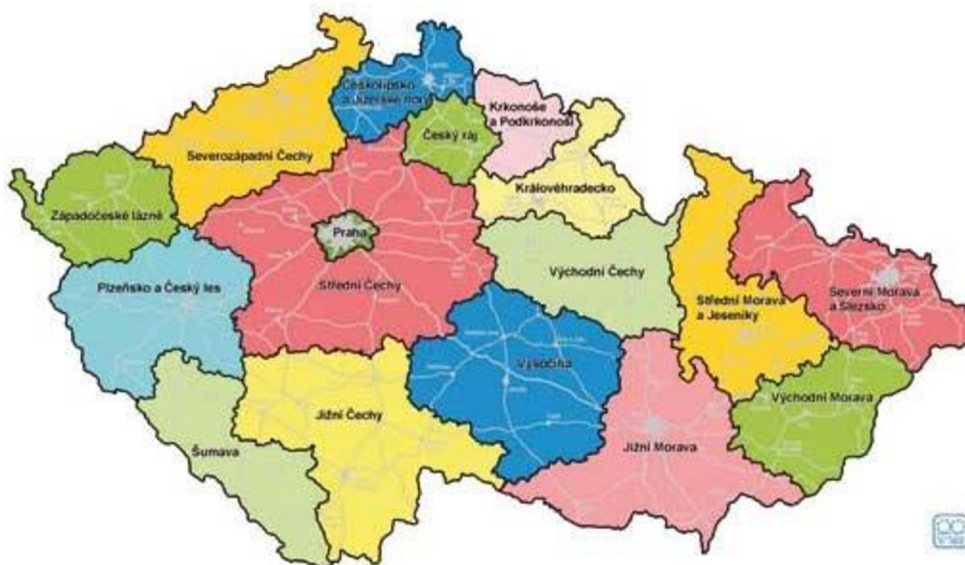 Českolipsko
a Jizerské hory
Krkonoše
a Podkrkonoší
Český ráj
Severozápadní Čechy
Královéhradecko
Západočeské lázně
Praha
Plzeňsko a Český les
Střední Čechy
Východní Čechy
Střední Morava
a Jeseníky
Severní Morava
a Slezsko
Vysočina
Východní Morava
Jižní Čechy
Jižní Morava
Šumava